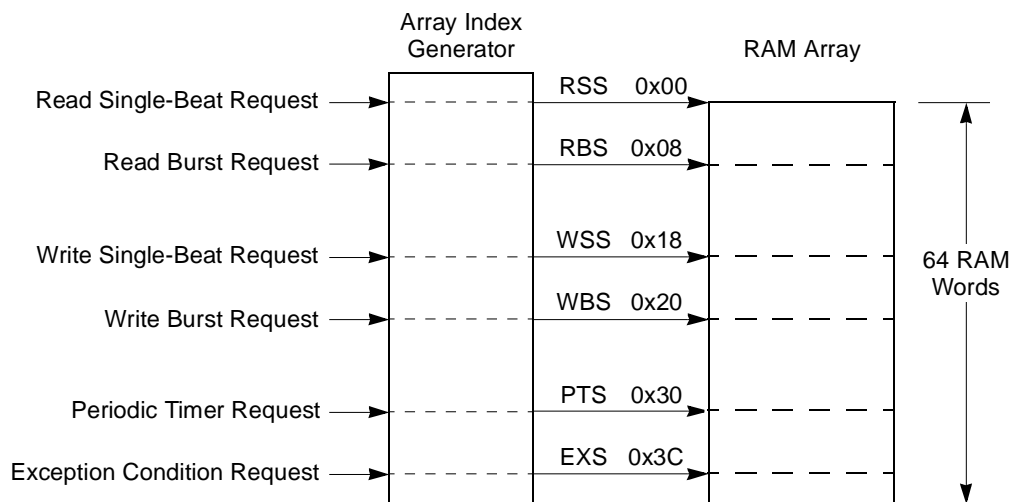 Array Index
Generator
RAM Array
Read Single-Beat Request
RSS 0x00
Read Burst Request
RBS 0x08
Write Single-Beat Request
WSS 0x18
64 RAM
Words
Write Burst Request
WBS 0x20
Periodic Timer Request
PTS 0x30
Exception Condition Request
EXS 0x3C